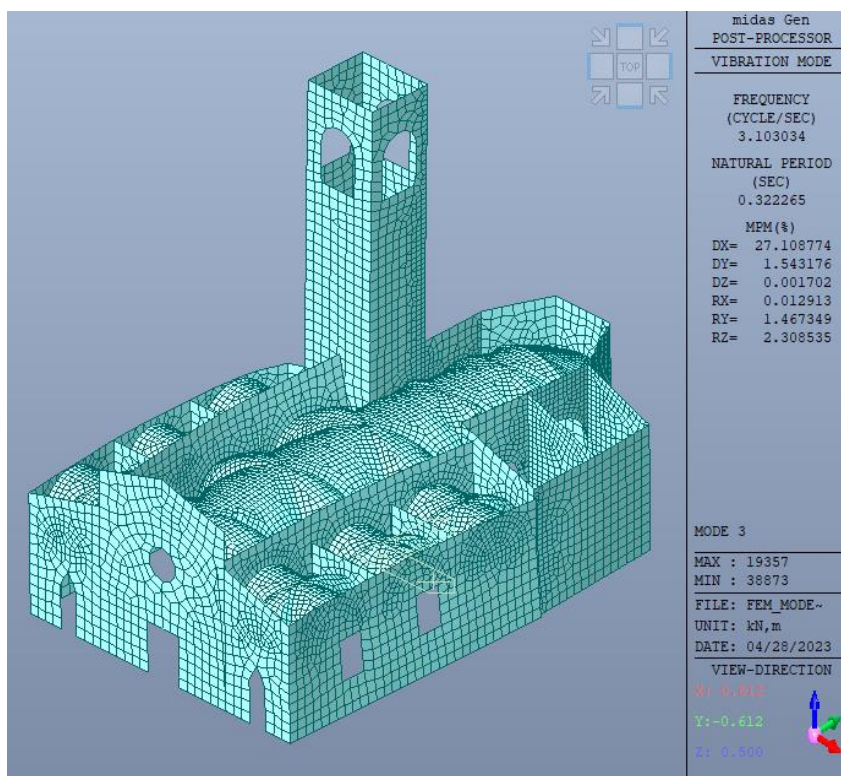 TOP
midas Gen
POST-PROCESSOR
VIBRATION MODE
FREQUENCY
(CYCLE/SEC)
3.103034
NATURAL PERIOD
(SEC)
0.322265
MPM(%)
DX= 27.108774
DY= 1.543176
DZ= 0.001702
RX= 0.012913
RY= 1.467349
RZ= 2.308535
MODE 3
MAX : 19357
MIN : 38873
FILE: FEM_MODE~
UNIT: kN,m
DATE: 04/28/2023
VIEW-DIRECTION
X: 0.612
Y:-0.612
Z: 0.500